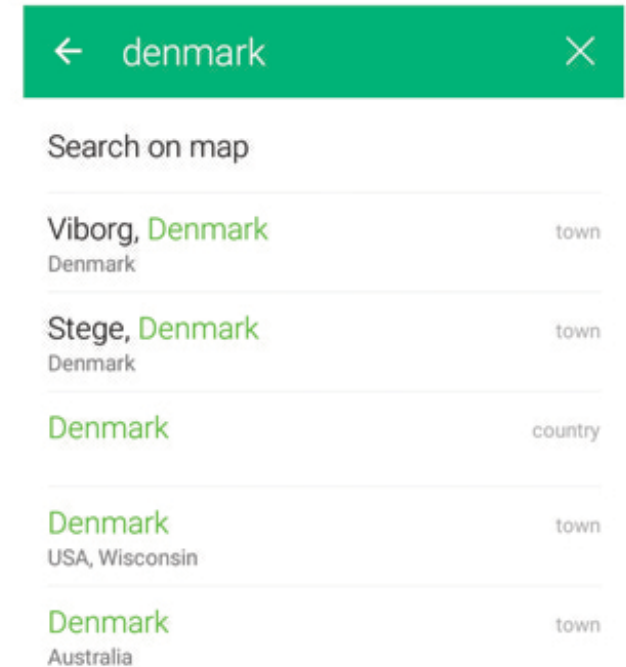 denmark
Search on map
Viborg, Denmark town
Denmark
Stege, Denmark town
Denmark
Denmark country
Denmark town
USA, Wisconsin
Denmark town
Australia